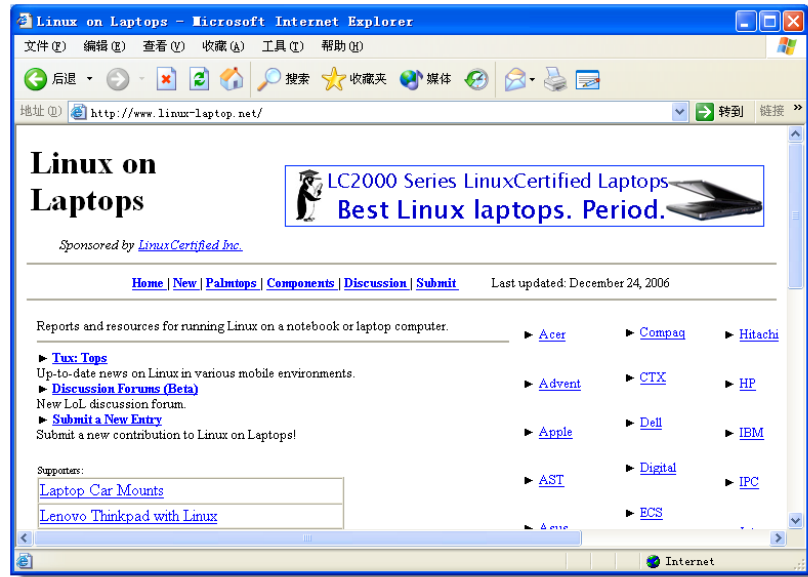 Linux on Laptops - Microsoft Internet Explorer
文件(F) 编辑(E) 查看(V) 收藏(A) 工具(T) 帮助(H)
后退 搜索 收藏夹 媒体
地址(D) http://www.linux-laptop.net/ 转到 链接 »
Linux on
Laptops
LC2000 Series LinuxCertified Laptops
Best Linux laptops. Period.
Sponsored by LinuxCertified Inc.
Home | New | Palmtops | Components | Discussion | Submit Last updated: December 24, 2006
Reports and resources for running Linux on a notebook or laptop computer.
► Tux: Tops
Up-to-date news on Linux in various mobile environments.
► Discussion Forums (Beta)
New LoL discussion forum.
► Submit a New Entry
Submit a new contribution to Linux on Laptops!
Supporters:
Laptop Car Mounts
Lenovo Thinkpad with Linux
► Acer
► Advent
► Apple
► AST
Asus
► Compaq
► CTX
► Dell
► Digital
► ECS
► Hitachi
► HP
► IBM
► IPC
Internet